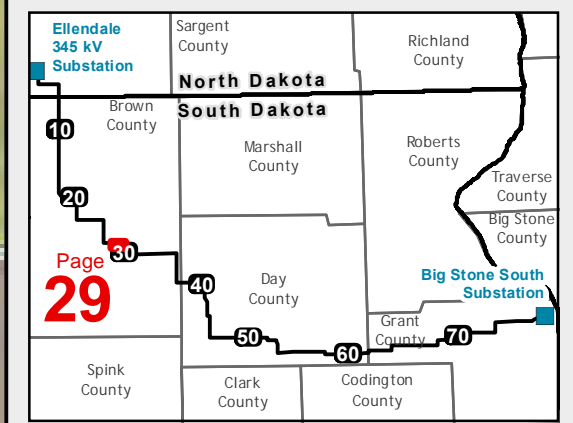 Ellendale
345 kV
Substation
Sargent
County
Richland
County
North Dakota
South Dakota
Brown
County
10
Marshall
County
Roberts
County
Traverse
County
20
Big Stone
County
Page
29
30
40
Day
County
Big Stone South
Substation
50
60
Grant
County
70
Spink
County
Clark
County
Codington
County